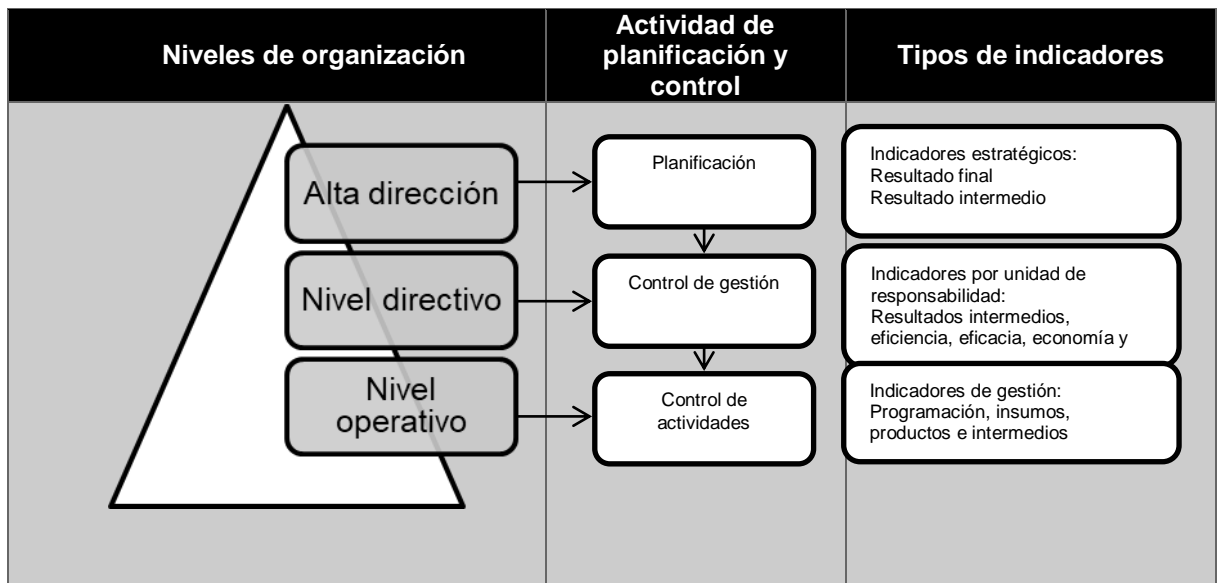 Niveles de organización
Actividad de
planificación y
control
Tipos de indicadores
Alta dirección
Planificación
Indicadores estratégicos:
Resultado final
Resultado intermedio
Nivel directivo
Control de gestión
Indicadores por unidad de
responsabilidad:
Resultados intermedios,
eficiencia, eficacia, economía y
Nivel
operativo
Control de
actividades
Indicadores de gestión:
Programación, insumos,
productos e intermedios